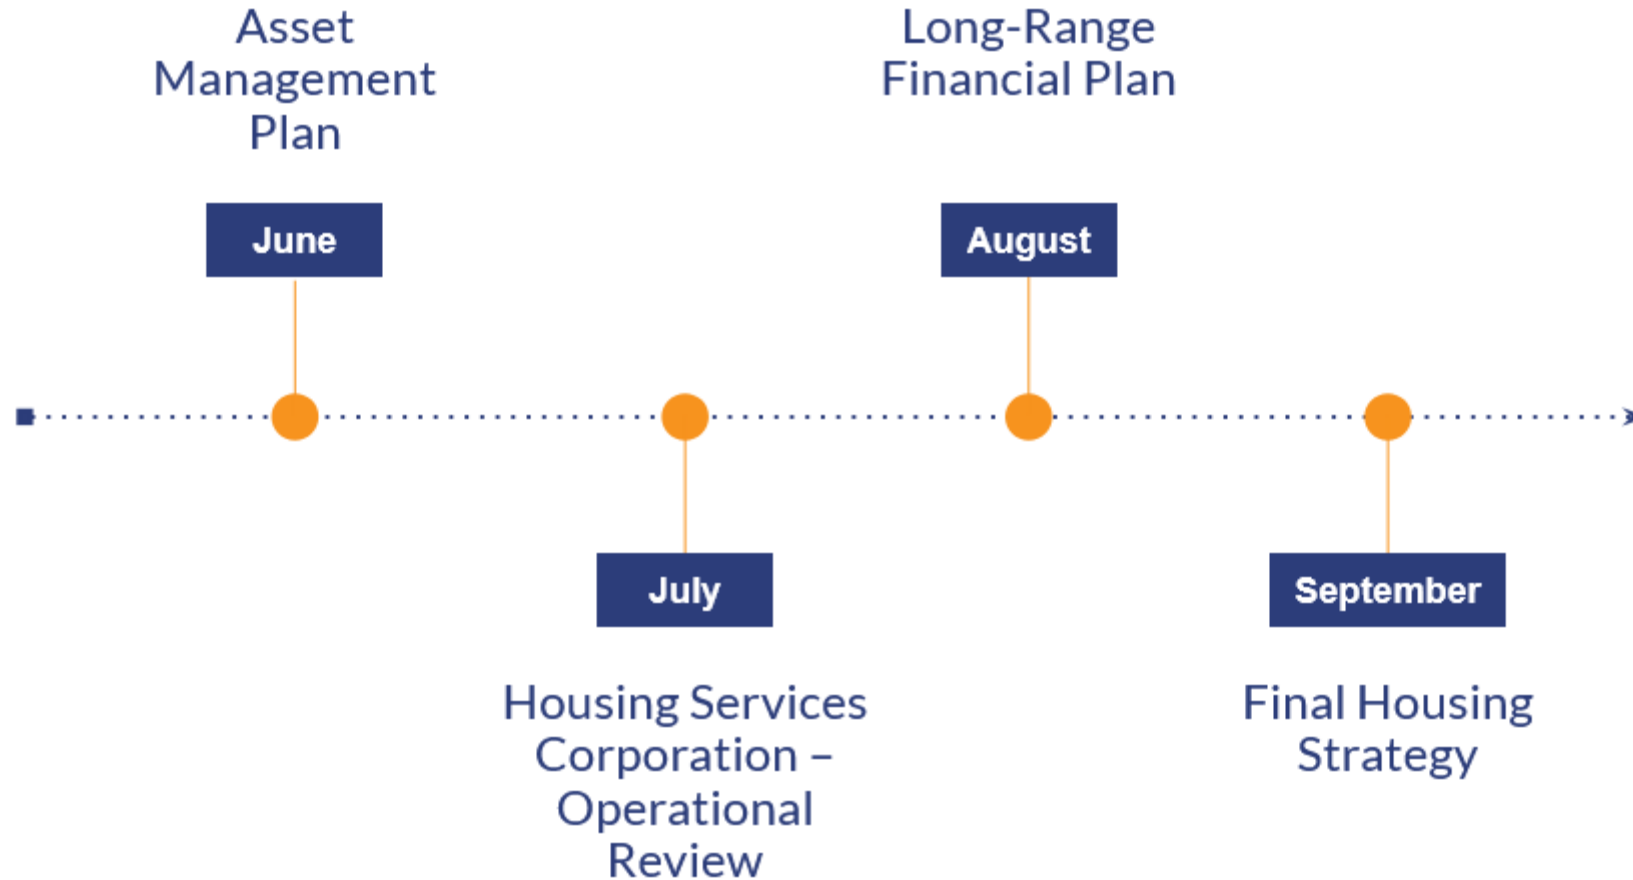 Asset
Management
Plan
June
Housing Services
Corporation –
Operational
Review
July
Long-Range
Financial Plan
August
September
Final Housing
Strategy